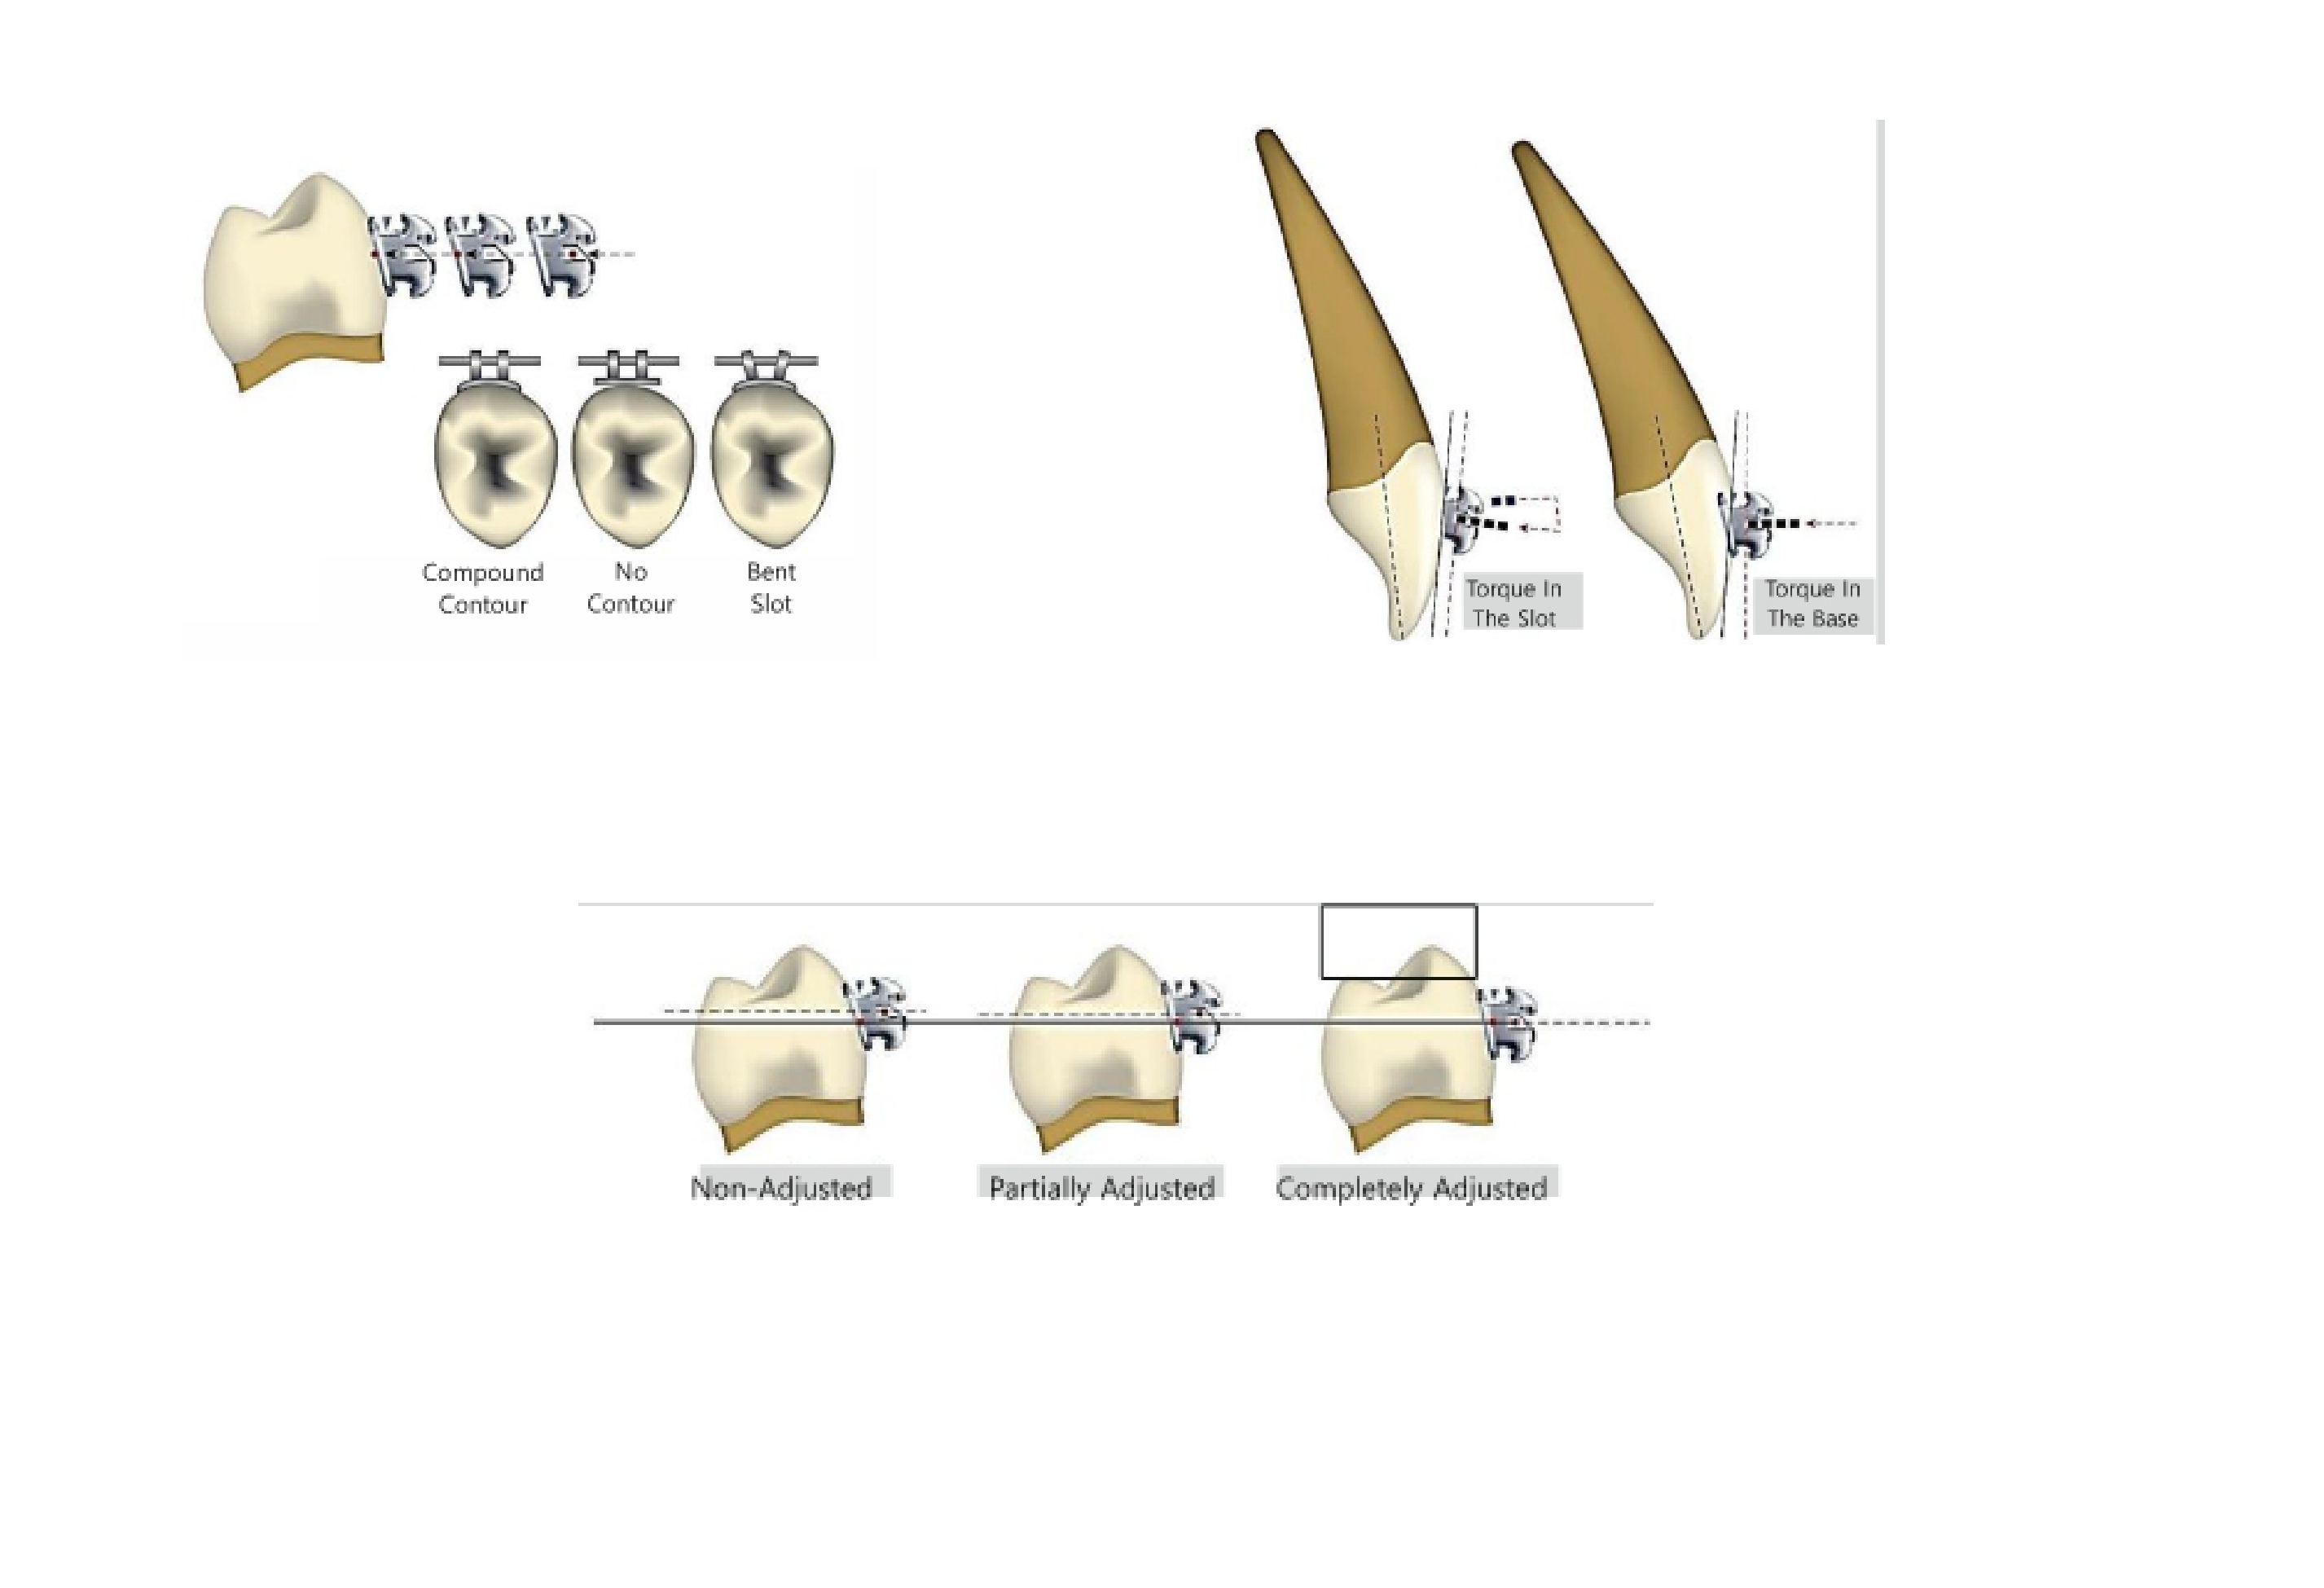 Compound
Contour
No
Contour
Bent
Slot
Torque In
The Slot
Torque In
The Base
Non-Adjusted
Partially Adjusted
Completely Adjusted